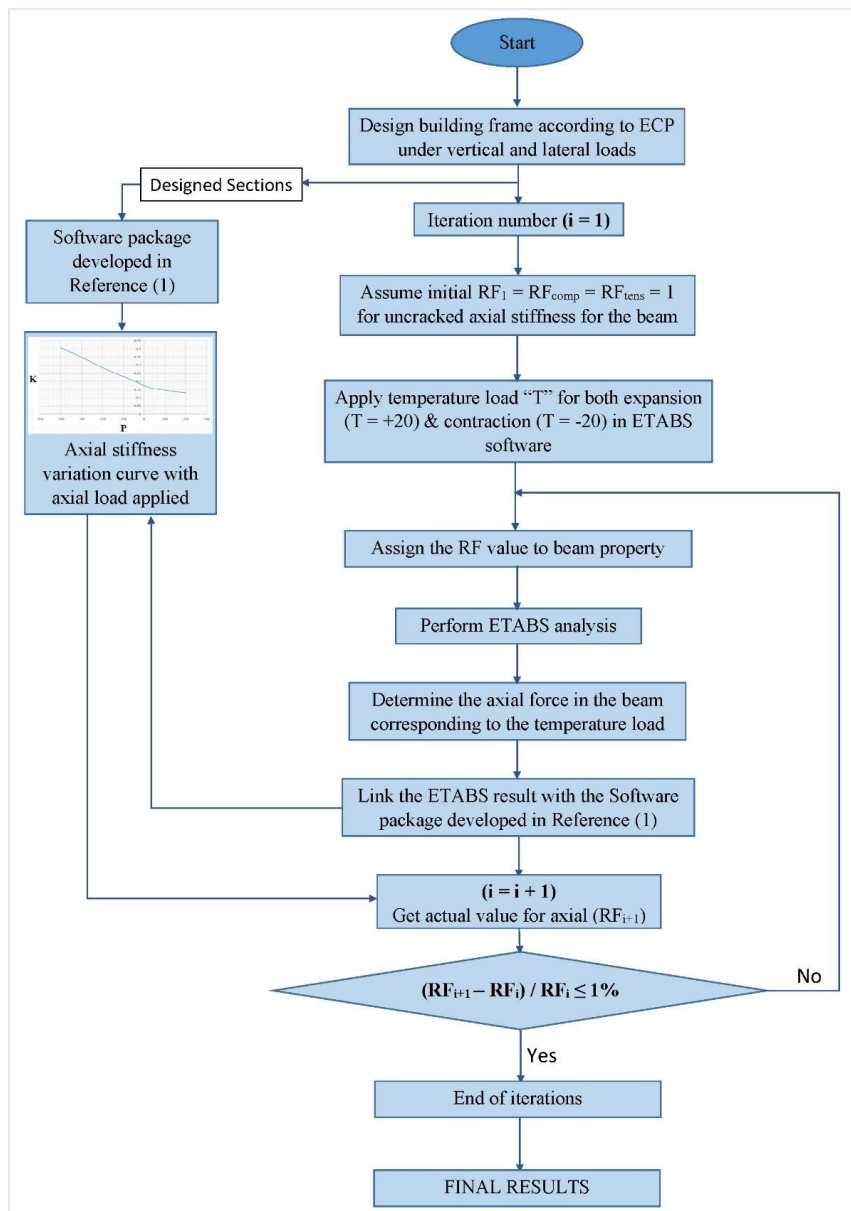 Start
Design building frame according to ECP
under vertical and lateral loads
Designed Sections
Iteration number (i = 1)
Software package
developed in
Reference (1)
Assume initial RF₁ = RF_comp = RF_tens = 1
for uncracked axial stiffness for the beam
K
P
Axial stiffness
variation curve with
axial load applied
Apply temperature load “T” for both expansion
(T = +20) & contraction (T = -20) in ETABS
software
Assign the RF value to beam property
Perform ETABS analysis
Determine the axial force in the beam
corresponding to the temperature load
Link the ETABS result with the Software
package developed in Reference (1)
(i = i + 1)
Get actual value for axial (RFᵢ₊₁)
(RFᵢ₊₁ – RFᵢ) / RFᵢ ≤ 1%
No
Yes
End of iterations
FINAL RESULTS